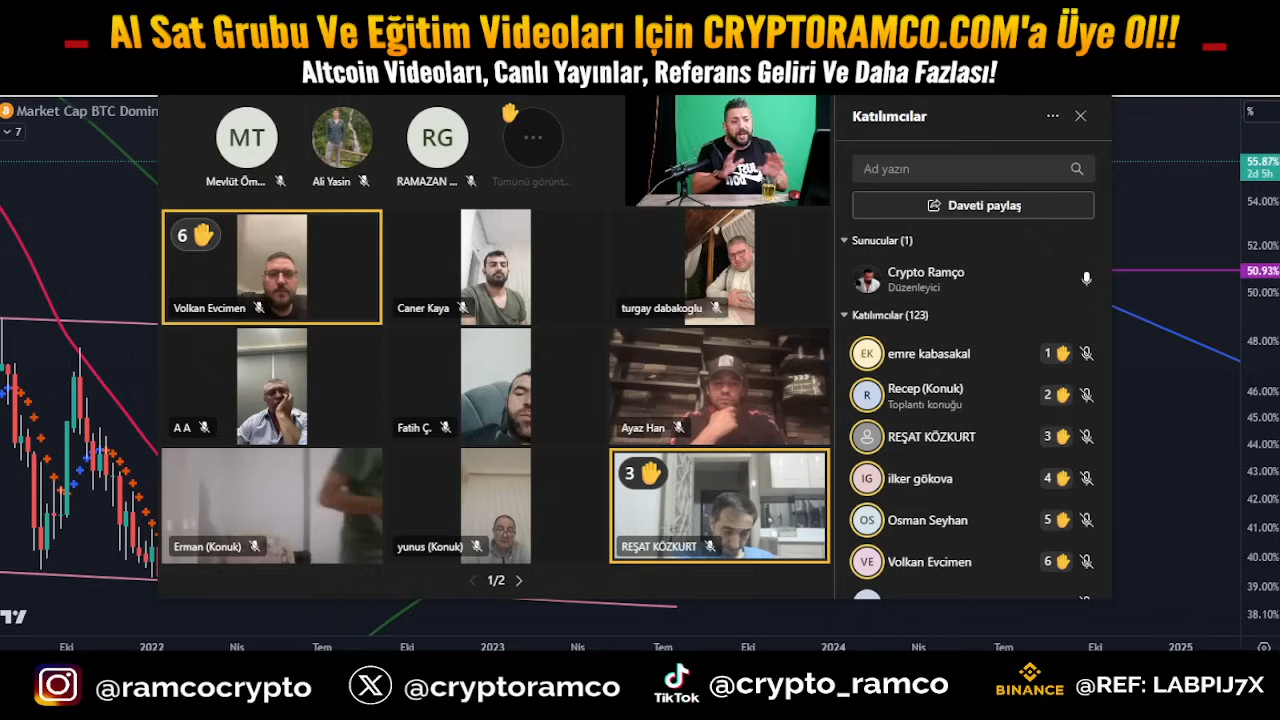 Al Sat Grubu Ve Eğitim Videoları Için CRYPTORAMCO.COM'a Üye Ol!!
Altcoin Videoları, Canlı Yayınlar, Referans Geliri Ve Daha Fazlası!
Market Cap BTC Domin
7
MT
RG
...
Mevlüt Öm...
Ali Yasin
RAMAZAN ...
Tümünü görünt...
6
Volkan Evcimen
Caner Kaya
turgay dabakoglu
A A
Fatih Ç.
Ayaz Han
3
Erman (Konuk)
yunus (Konuk)
REŞAT KÖZKURT
1/2
Katılımcılar
Ad yazın
Daveti paylaş
Sunucular (1)
Crypto Ramço
Düzenleyici
Katılımcılar (123)
EK emre kabasakal 1
R Recep (Konuk) 2
Toplantı konuğu
REŞAT KÖZKURT 3
IG ilker gökova 4
OS Osman Seyhan 5
VE Volkan Evcimen 6
%
55.87%
2d 5h
54.00%
52.00%
50.93%
50.00%
48.00%
46.00%
45.00%
44.00%
43.00%
42.00%
41.00%
40.00%
39.00%
38.10%
Eki 2022 Nis Tem Eki 2023 Nis Tem Eki 2024 Nis Tem Eki 2025
@ramcocrypto
@cryptoramco
TikTok
@crypto_ramco
BINANCE
@REF: LABPIJ7X